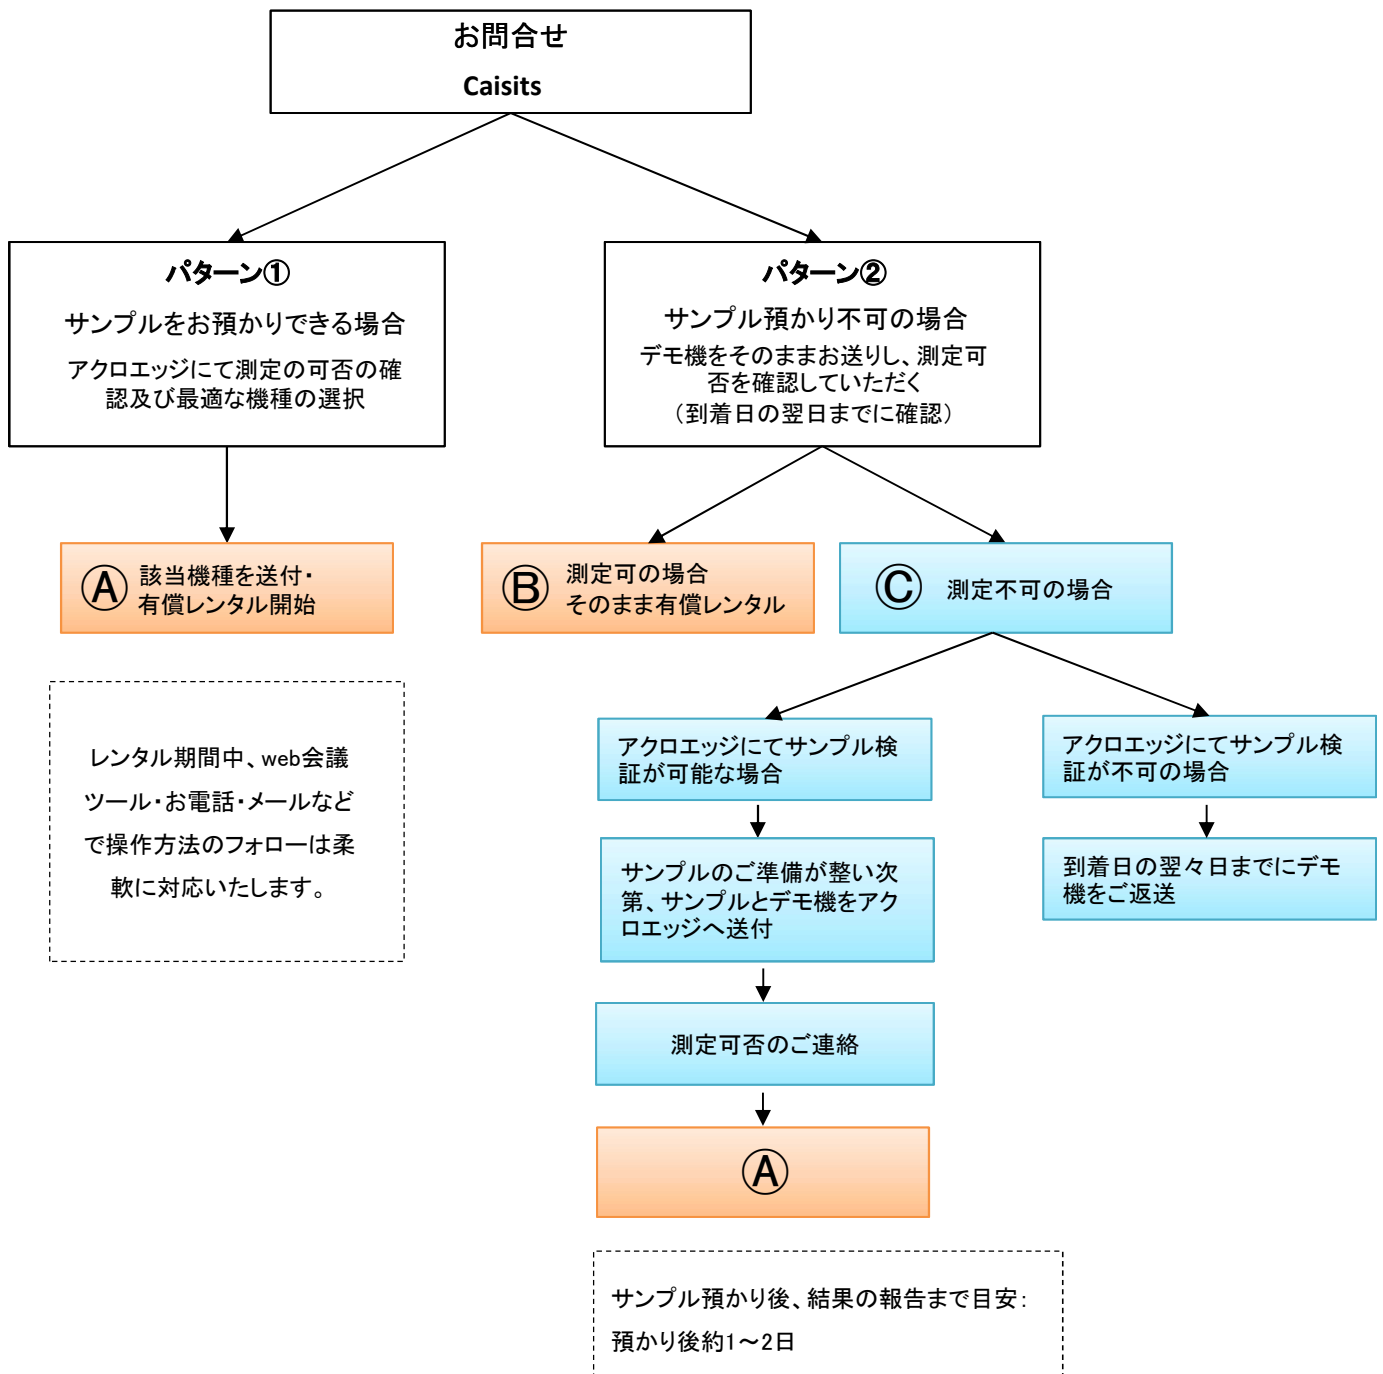 お問合せ
Caisits
パターン①
サンプルをお預かりできる場合
アクロエッジにて測定の可否の確
認及び最適な機種の選択
パターン②
サンプル預かり不可の場合
デモ機をそのままお送りし、測定可
否を確認していただく
（到着日の翌日までに確認）
Ⓐ 該当機種を送付・
有償レンタル開始
Ⓑ 測定可の場合
そのまま有償レンタル
Ⓒ 測定不可の場合
レンタル期間中、web会議
ツール・お電話・メールなど
で操作方法のフォローは柔
軟に対応いたします。
アクロエッジにてサンプル検
証が可能な場合
アクロエッジにてサンプル検
証が不可の場合
サンプルのご準備が整い次
第、サンプルとデモ機をアク
ロエッジへ送付
到着日の翌々日までにデモ
機をご返送
測定可否のご連絡
Ⓐ
サンプル預かり後、結果の報告まで目安：
預かり後約1～2日